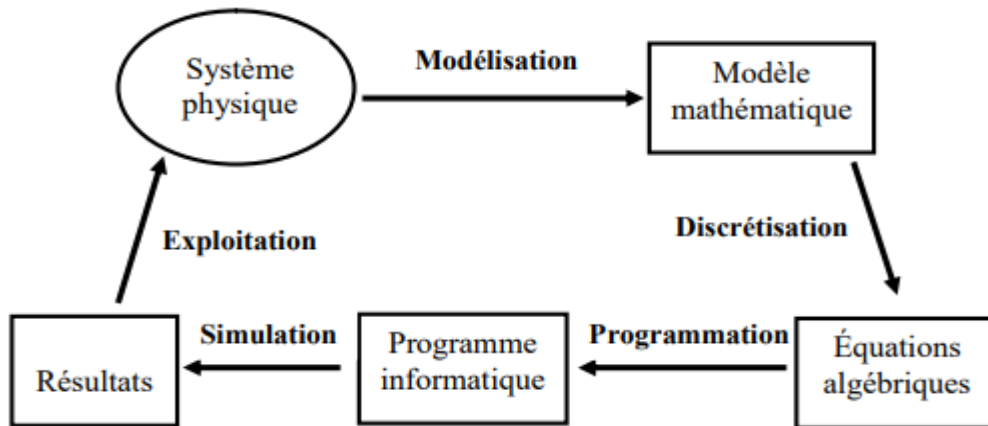 Système
physique
Modélisation
Modèle
mathématique
Discrétisation
Équations
algébriques
Programmation
Programme
informatique
Simulation
Résultats
Exploitation